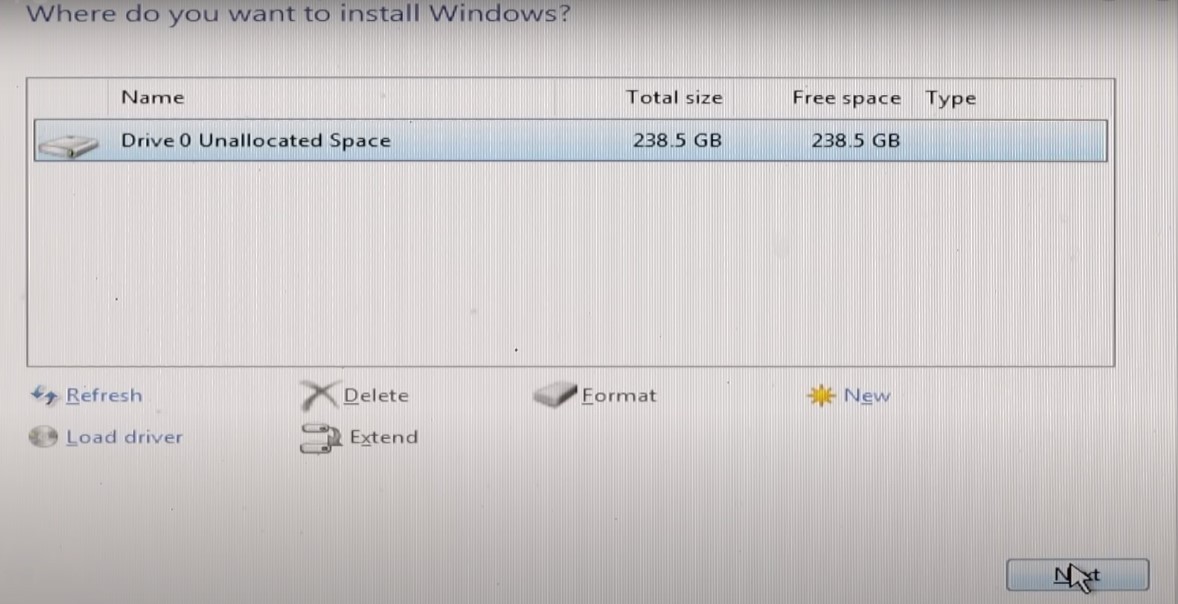 Where do you want to install Windows?
Name Total size Free space Type
Drive 0 Unallocated Space 238.5 GB 238.5 GB
Refresh Delete Format New
Load driver Extend
Next